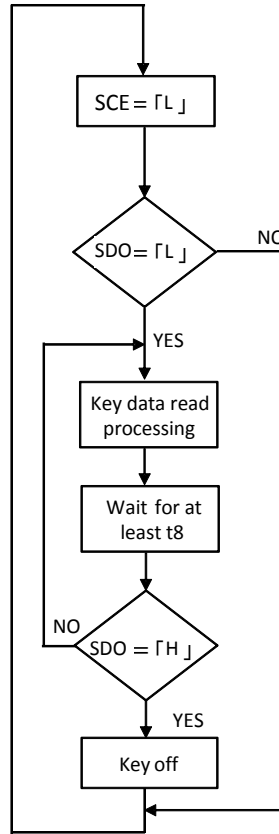 SCE=「L」
SDO=「L」
NO
YES
Key data read
processing
Wait for at
least t8
SDO =「H」
NO
YES
Key off